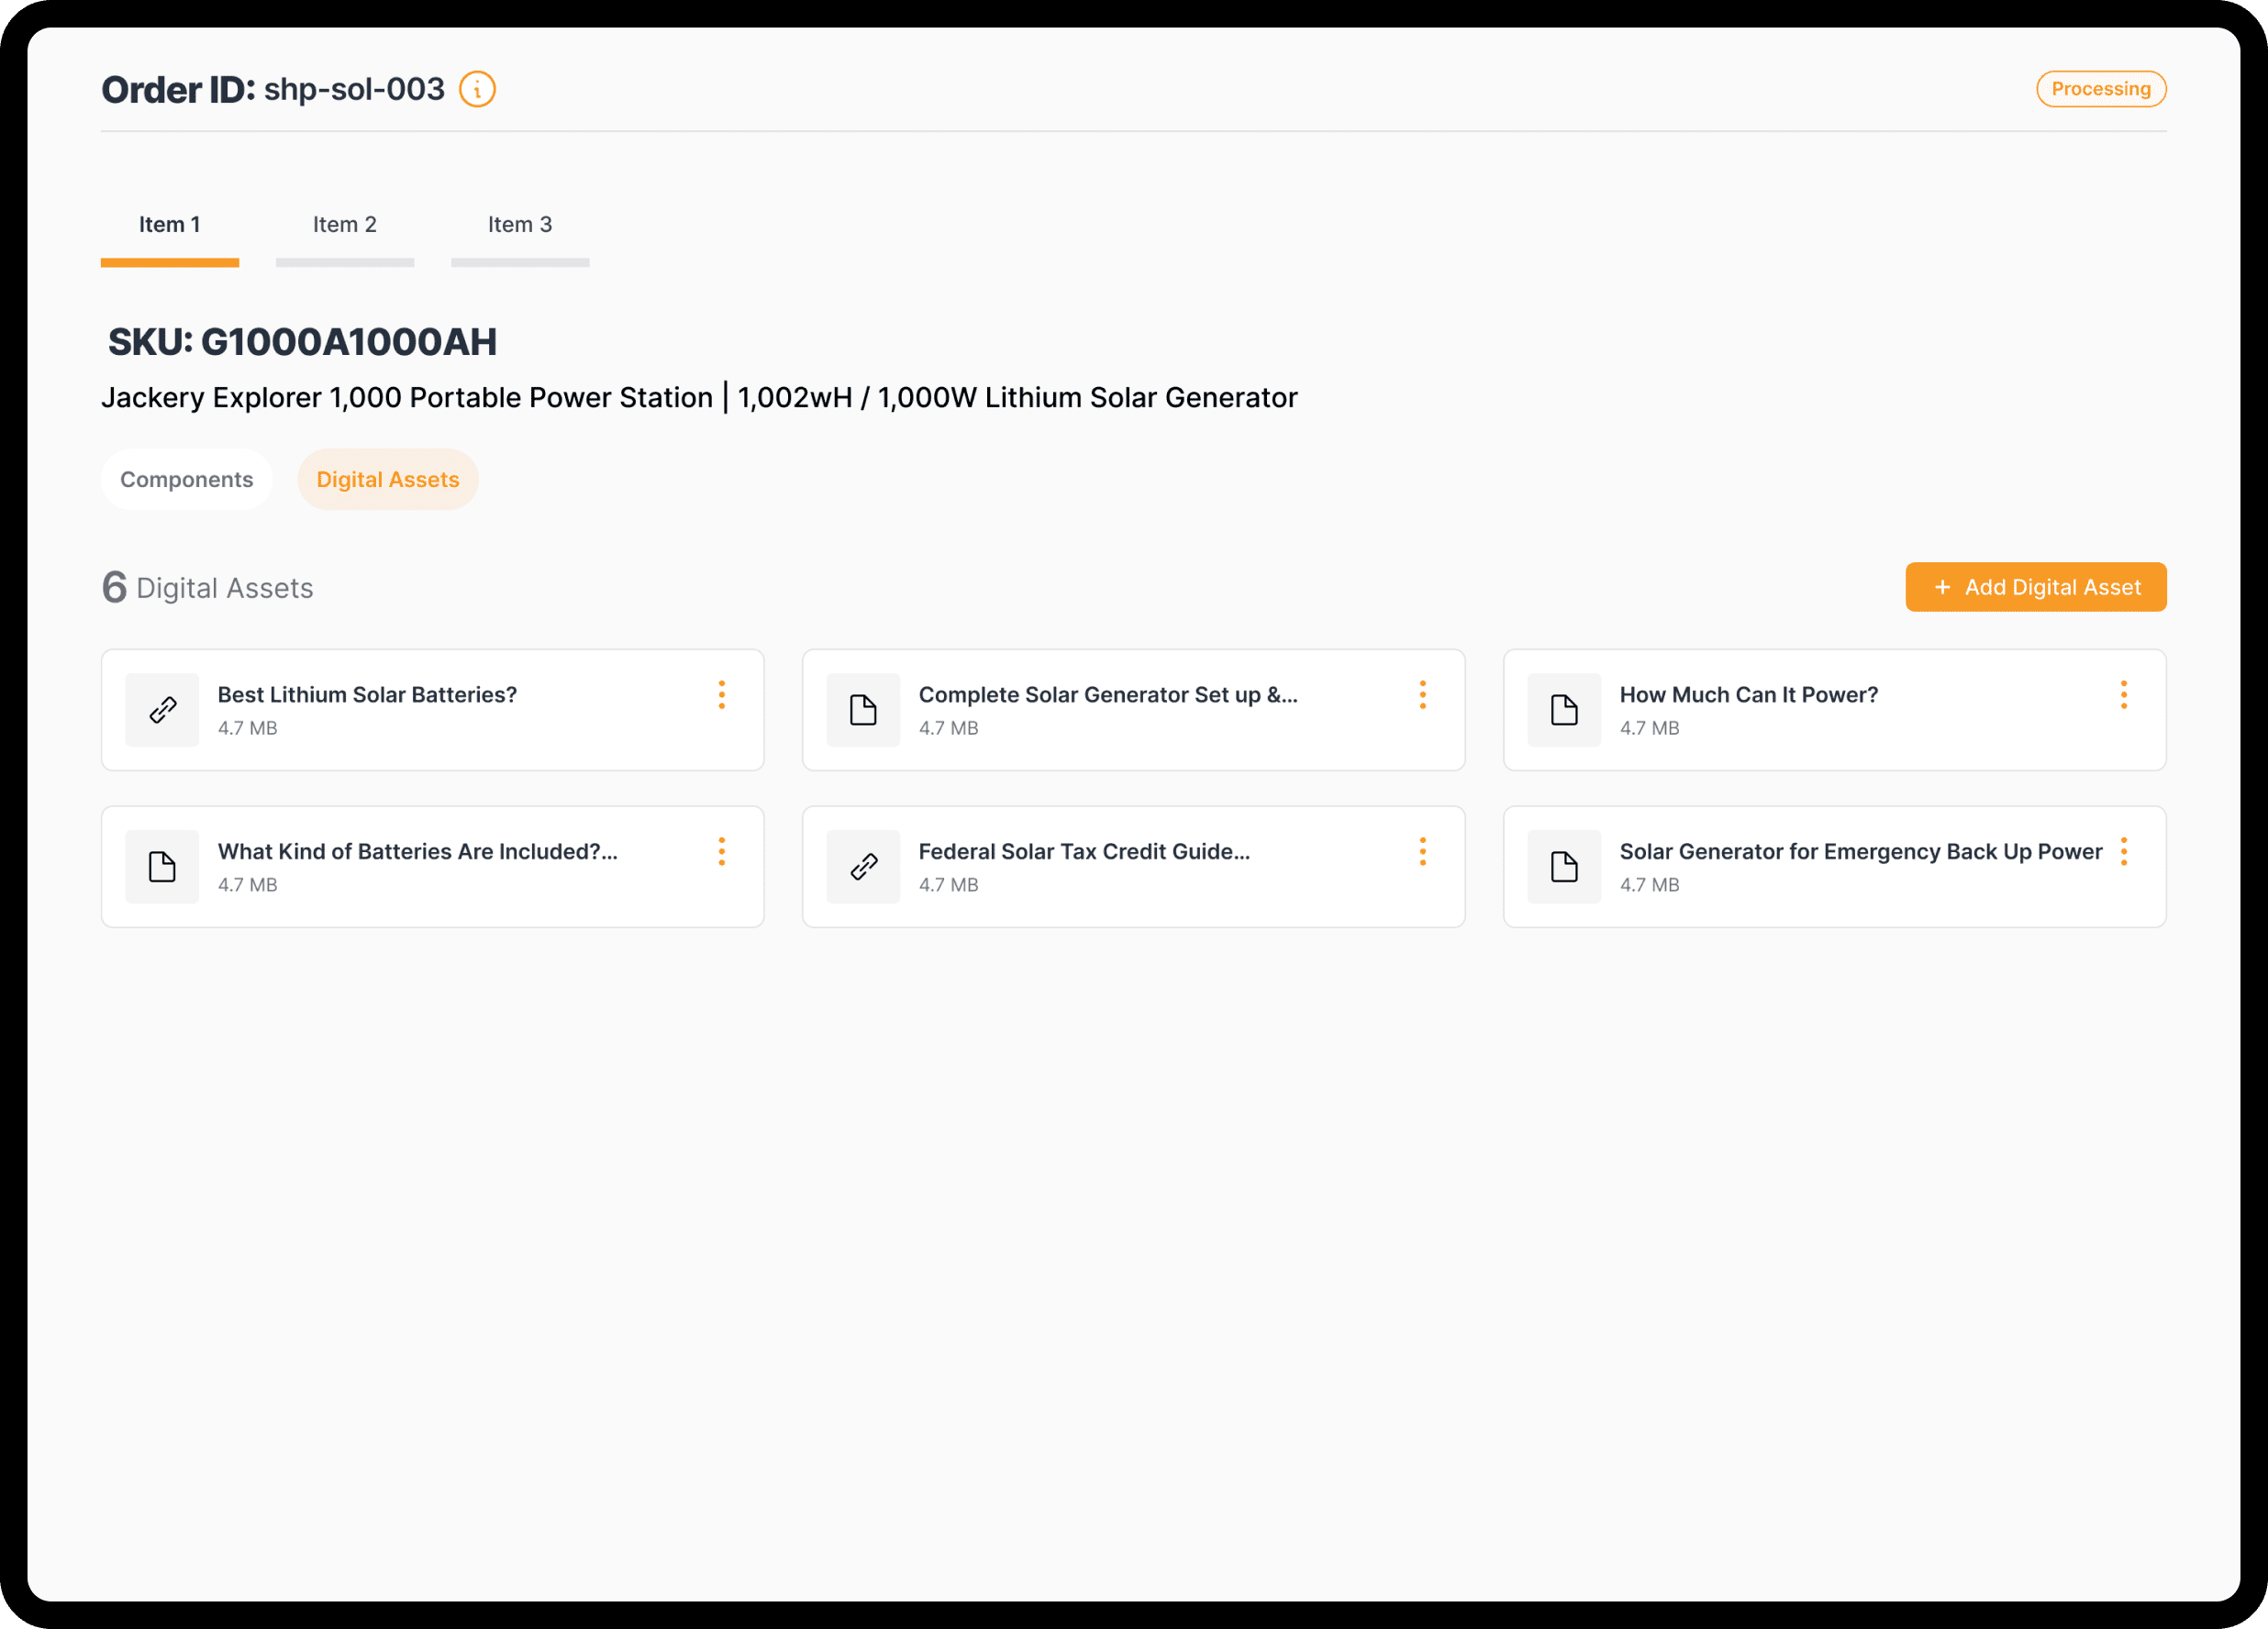 Order ID: shp-sol-003
Processing
Item 1 Item 2 Item 3
SKU: G1000A1000AH
Jackery Explorer 1,000 Portable Power Station | 1,002wH / 1,000W Lithium Solar Generator
Components Digital Assets
6 Digital Assets
+ Add Digital Asset
Best Lithium Solar Batteries?
4.7 MB
Complete Solar Generator Set up &...
4.7 MB
How Much Can It Power?
4.7 MB
What Kind of Batteries Are Included?...
4.7 MB
Federal Solar Tax Credit Guide...
4.7 MB
Solar Generator for Emergency Back Up Power
4.7 MB